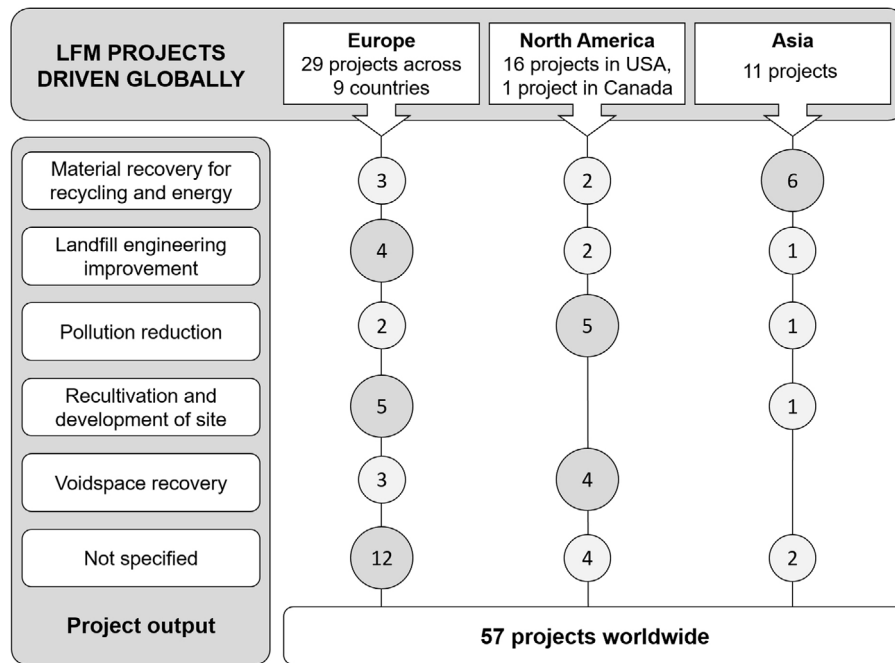 LFM PROJECTS
DRIVEN GLOBALLY
Europe
29 projects across
9 countries
North America
16 projects in USA,
1 project in Canada
Asia
11 projects
Material recovery for
recycling and energy
3
2
6
Landfill engineering
improvement
4
2
1
Pollution reduction
2
5
1
Recultivation and
development of site
5
1
Voidspace recovery
3
4
Not specified
12
4
2
Project output
57 projects worldwide